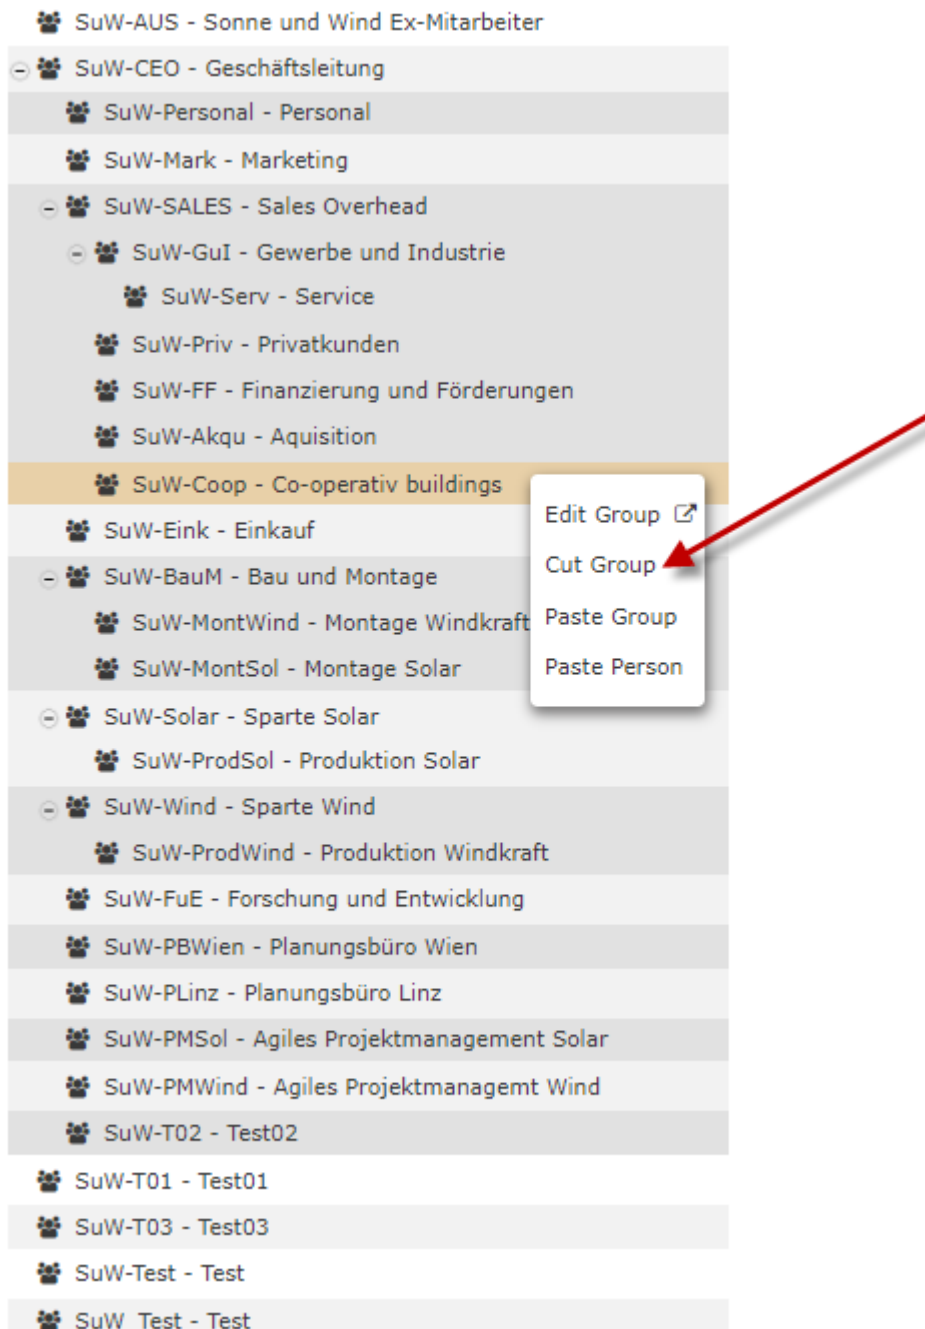 SuW-AUS - Sonne und Wind Ex-Mitarbeiter
SuW-CEO - Geschäftsleitung
SuW-Personal - Personal
SuW-Mark - Marketing
SuW-SALES - Sales Overhead
SuW-GuI - Gewerbe und Industrie
SuW-Serv - Service
SuW-Priv - Privatkunden
SuW-FF - Finanzierung und Förderungen
SuW-Akqu - Aquisition
SuW-Coop - Co-operativ buildings
Edit Group
Cut Group
Paste Group
Paste Person
SuW-Eink - Einkauf
SuW-BauM - Bau und Montage
SuW-MontWind - Montage Windkraft
SuW-MontSol - Montage Solar
SuW-Solar - Sparte Solar
SuW-ProdSol - Produktion Solar
SuW-Wind - Sparte Wind
SuW-ProdWind - Produktion Windkraft
SuW-FuE - Forschung und Entwicklung
SuW-PBWien - Planungsbüro Wien
SuW-PLinz - Planungsbüro Linz
SuW-PMSol - Agiles Projektmanagement Solar
SuW-PMWind - Agiles Projektmanagemt Wind
SuW-T02 - Test02
SuW-T01 - Test01
SuW-T03 - Test03
SuW-Test - Test
SuW_Test - Test